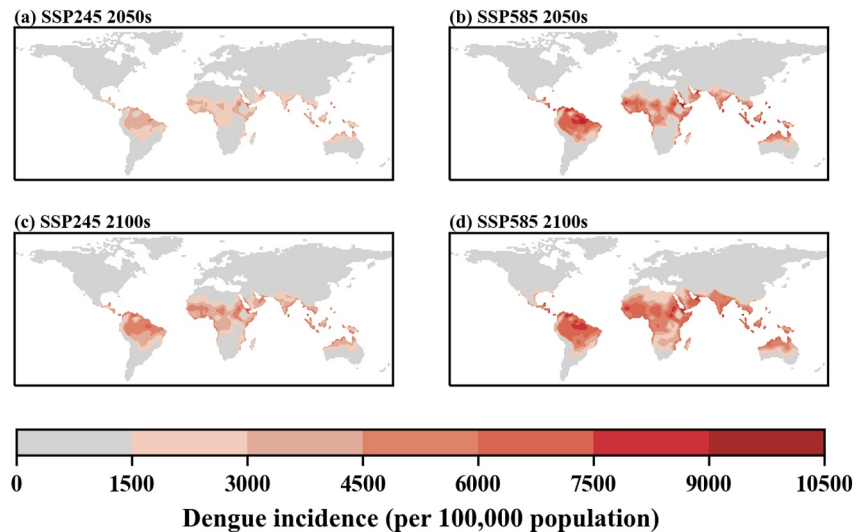 (a) SSP245 2050s
(b) SSP585 2050s
(c) SSP245 2100s
(d) SSP585 2100s
0 1500 3000 4500 6000 7500 9000 10500
Dengue incidence (per 100,000 population)